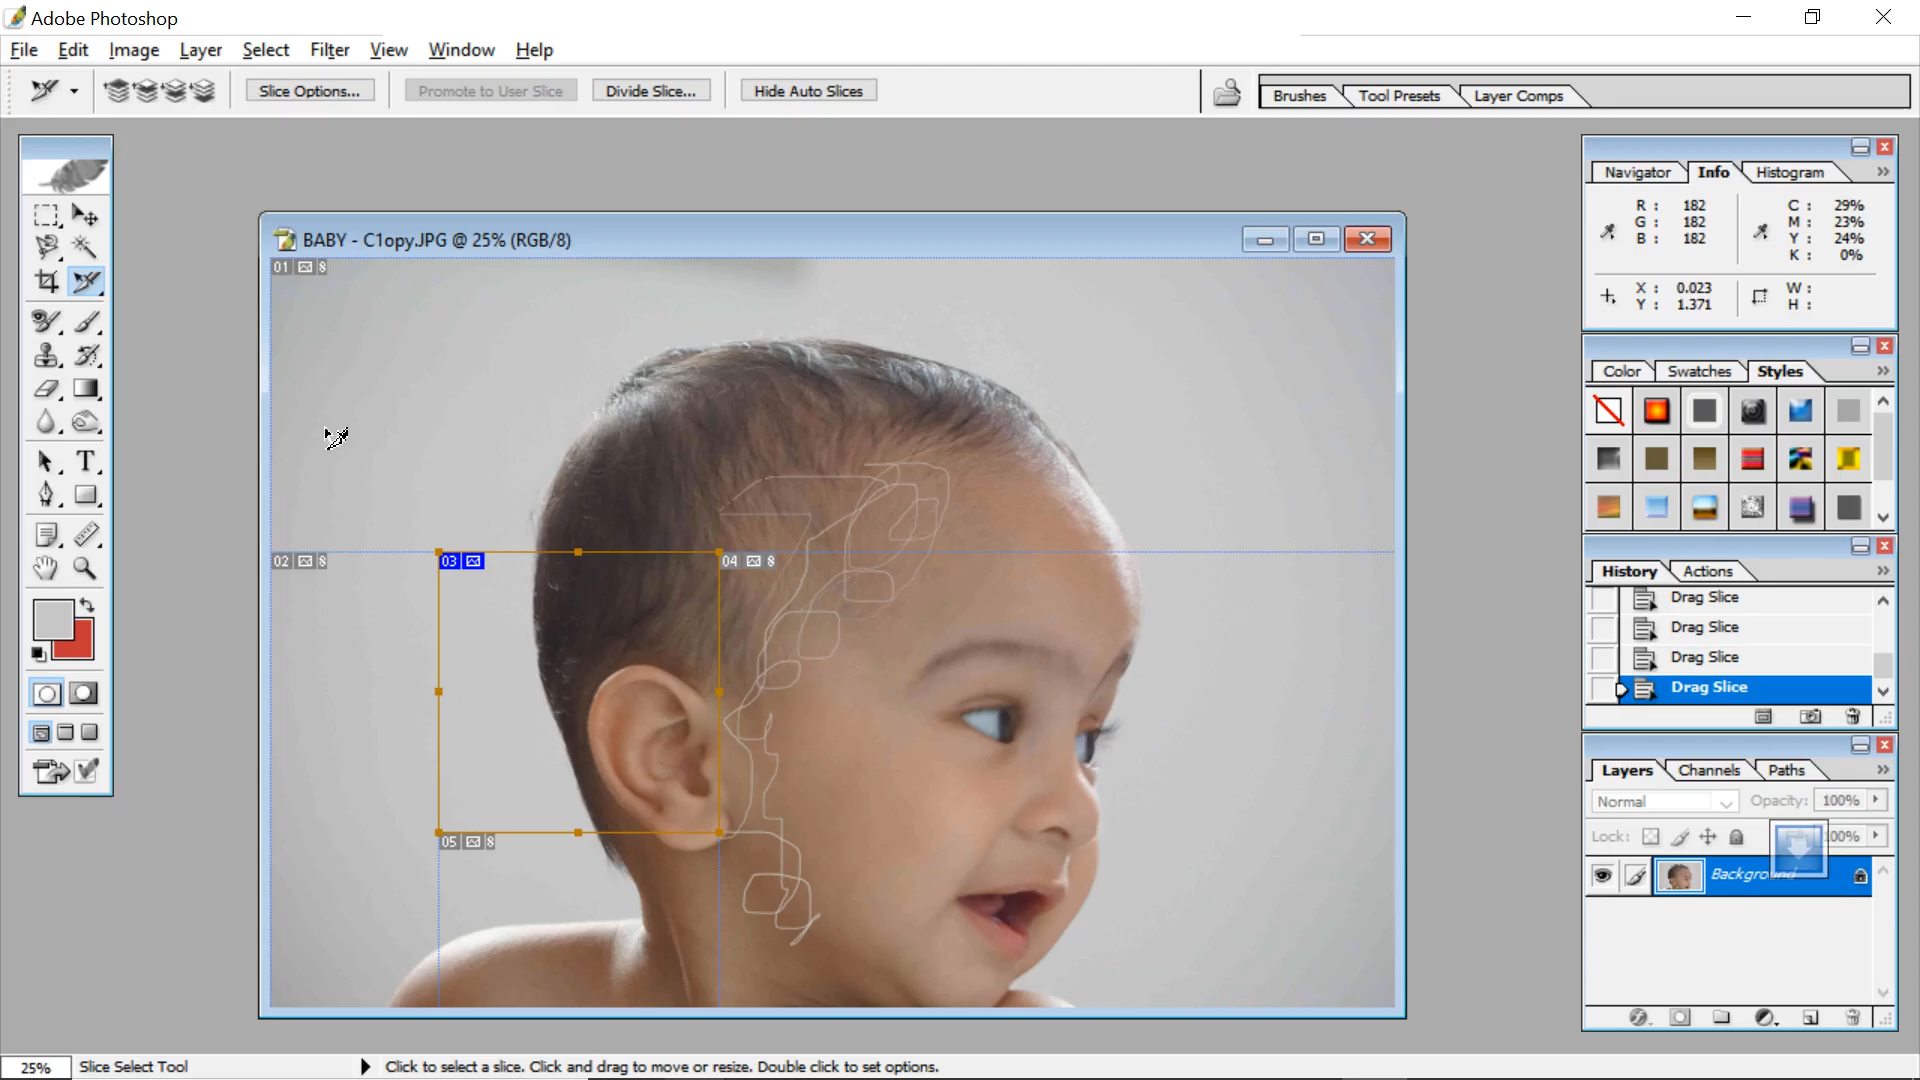 Adobe Photoshop
File Edit Image Layer Select Filter View Window Help
Slice Options... Promote to User Slice Divide Slice... Hide Auto Slices Brushes Tool Presets Layer Comps
Navigator Info Histogram
R : 182 C : 29%
G : 182 M : 23%
B : 182 Y : 24%
K : 0%
X : 0.023 W :
Y : 1.371 H :
BABY - C1opy.JPG @ 25% (RGB/8)
01
Color Swatches Styles
02 03 04
History Actions
Drag Slice
Drag Slice
Drag Slice
Drag Slice
Layers Channels Paths
Normal Opacity: 100%
Lock: 100%
05
Background
25% Slice Select Tool Click to select a slice. Click and drag to move or resize. Double click to set options.